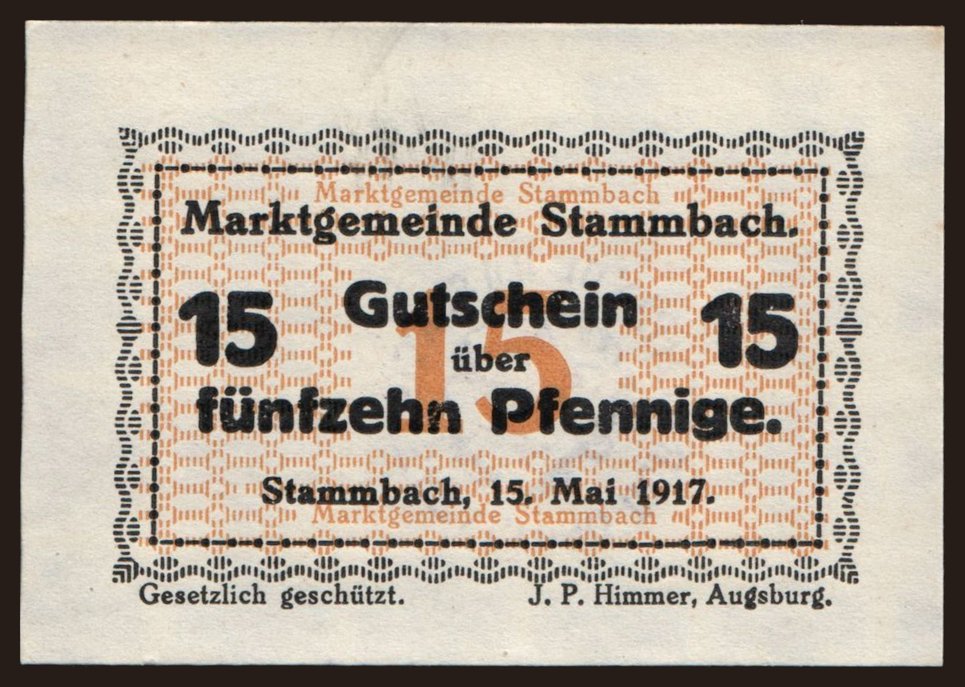 Marktgemeinde Stammbach
Marktgemeinde Stammbach.
15 Gutschein 15
15
über
fünfzehn Pfennige.
Stammbach, 15. Mai 1917.
Marktgemeinde Stammbach
Gesetzlich geschützt. J. P. Himmer, Augsburg.